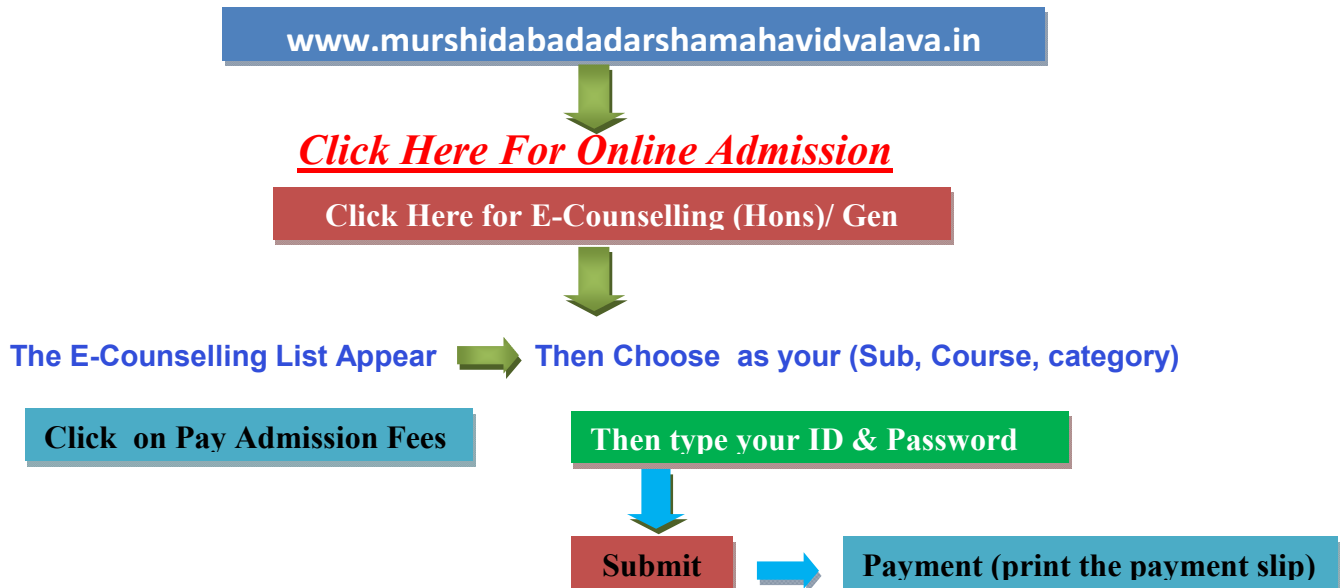 www.murshidabadadarshamahavidyalaya.in
Click Here For Online Admission
Click Here for E-Counselling (Hons)/ Gen
The E-Counselling List Appear Then Choose as your (Sub, Course, category)
Click on Pay Admission Fees Then type your ID & Password
Submit Payment (print the payment slip)